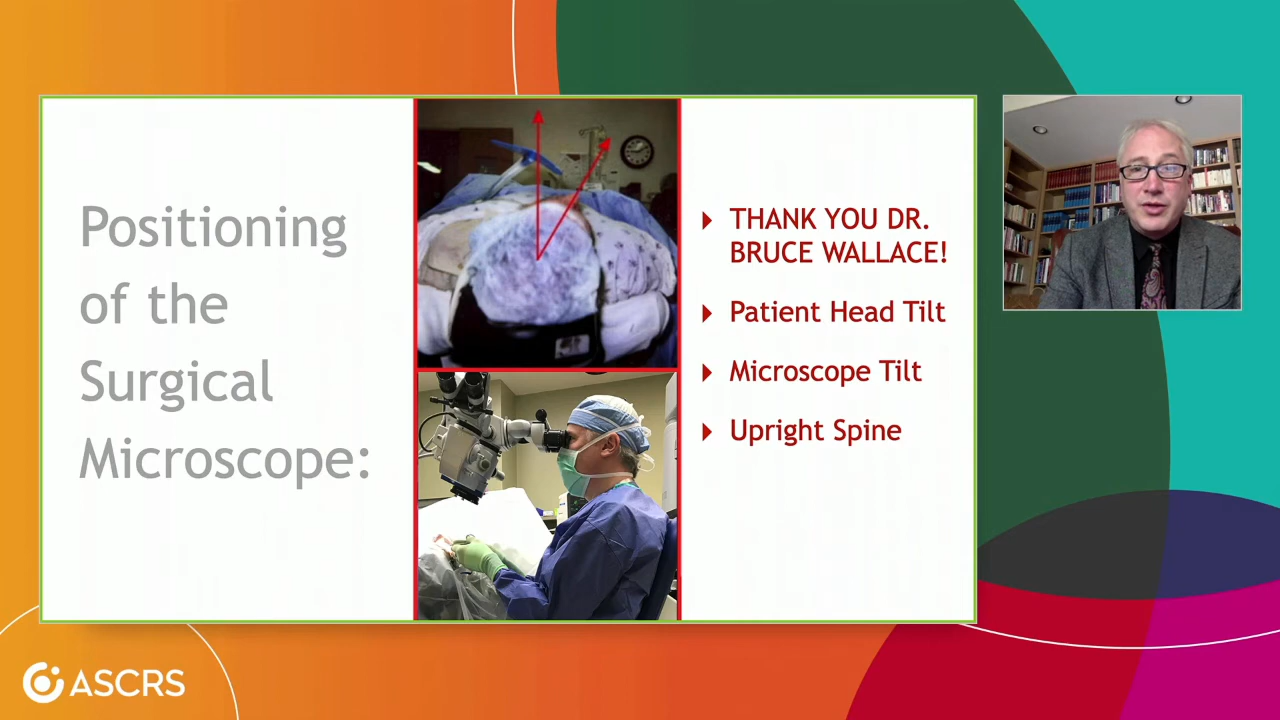 Positioning
of the
Surgical
Microscope:
THANK YOU DR.
BRUCE WALLACE!
Patient Head Tilt
Microscope Tilt
Upright Spine
ASCRS